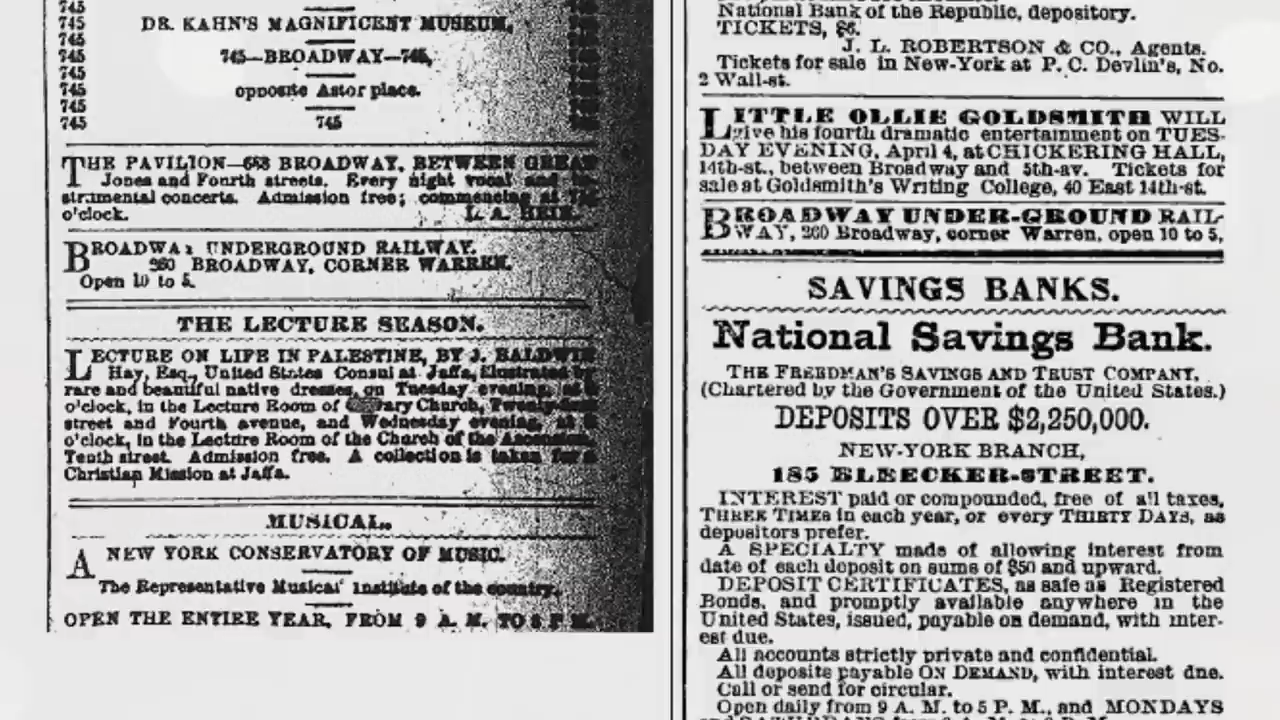 745
745
745
745
745
745
745
745
DR. KAHN'S MAGNIFICENT MUSEUM,
745—BROADWAY—745,
opposite Astor place.
745
THE PAVILION—688 BROADWAY, BETWEEN GREAT
Jones and Fourth streets. Every night vocal and in-
strumental concerts. Admission free; commencing at
o'clock.
BROADWAY UNDERGROUND RAILWAY.
260 BROADWAY, CORNER WARREN.
Open 10 to 5.
THE LECTURE SEASON.
LECTURE ON LIFE IN PALESTINE, BY J. BALDWIN
Hay, Esq., United States Consul at Jaffa, illustrated by
rare and beautiful native dresses, on Tuesday evening, at
o'clock, in the Lecture Room of Calvary Church,
street and Fourth avenue, and Wednesday evening, at 8
o'clock, in the Lecture Room of the Church of the Ascension,
Tenth street. Admission free. A collection is taken for a
Christian Mission at Jaffa.
MUSICAL.
A NEW YORK CONSERVATORY OF MUSIC.
The Representative Musical Institute of the country.
OPEN THE ENTIRE YEAR, FROM 9 A. M. TO 8 P M.
National Bank of the Republic, depository.
TICKETS, $6.
J. L. ROBERTSON & CO., Agents.
Tickets for sale in New-York at P. C. Devlin's, No.
2 Wall-st.
LITTLE OLLIE GOLDSMITH WILL
give his fourth dramatic entertainment on TUES-
DAY EVENING, April 4, at CHICKERING HALL,
14th-st., between Broadway and 5th-av. Tickets for
sale at Goldsmith's Writing College, 40 East 14th-st.
BROADWAY UNDER-GROUND RAIL-
WAY, 260 Broadway, corner Warren, open 10 to 5,
SAVINGS BANKS.
National Savings Bank.
THE FREEDMAN'S SAVINGS AND TRUST COMPANY,
(Chartered by the Government of the United States.)
DEPOSITS OVER $2,250,000.
NEW-YORK BRANCH,
185 BLEECKER-STREET.
INTEREST paid or compounded, free of all taxes,
THREE TIMES in each year, or every THIRTY DAYS, as
depositors prefer.
A SPECIALTY made of allowing interest from
date of each deposit on sums of $50 and upward.
DEPOSIT CERTIFICATES, as safe as Registered
Bonds, and promptly available anywhere in the
United States, issued, payable on demand, with inter-
est due.
All accounts strictly private and confidential.
All deposits payable ON DEMAND, with interest due.
Call or send for circular.
Open daily from 9 A. M. to 5 P. M., and MONDAYS